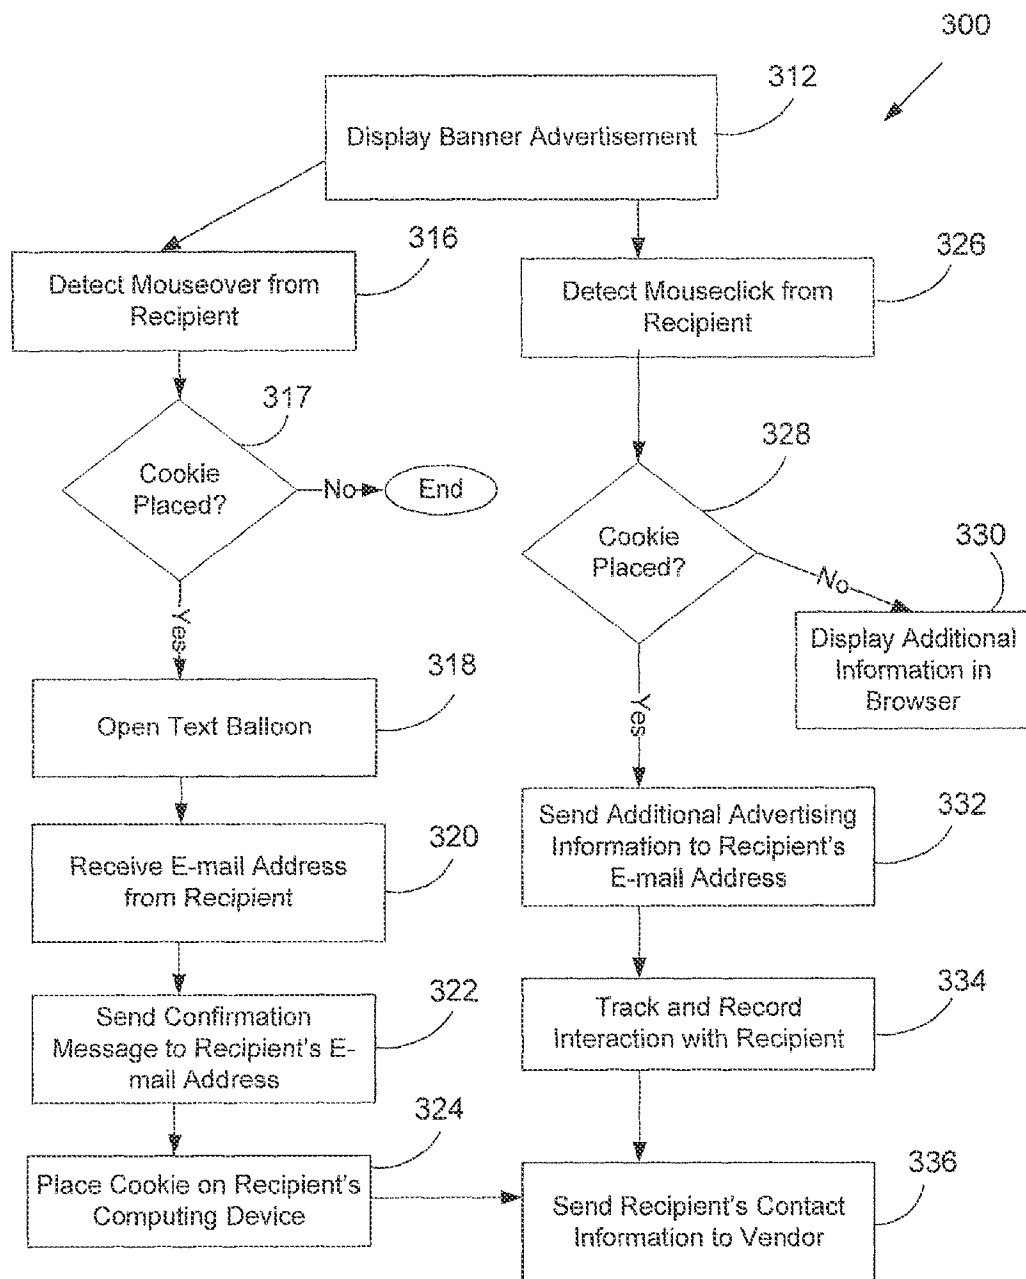 300
312
Display Banner Advertisement
316
Detect Mouseover from
Recipient
326
Detect Mouseclick from
Recipient
317
Cookie
Placed?
No
End
328
Cookie
Placed?
No
330
Display Additional
Information in
Browser
Yes
318
Open Text Balloon
Yes
332
Send Additional Advertising
Information to Recipient's
E-mail Address
320
Receive E-mail Address
from Recipient
322
Send Confirmation
Message to Recipient's E-
mail Address
334
Track and Record
Interaction with Recipient
324
Place Cookie on Recipient's
Computing Device
336
Send Recipient's Contact
Information to Vendor